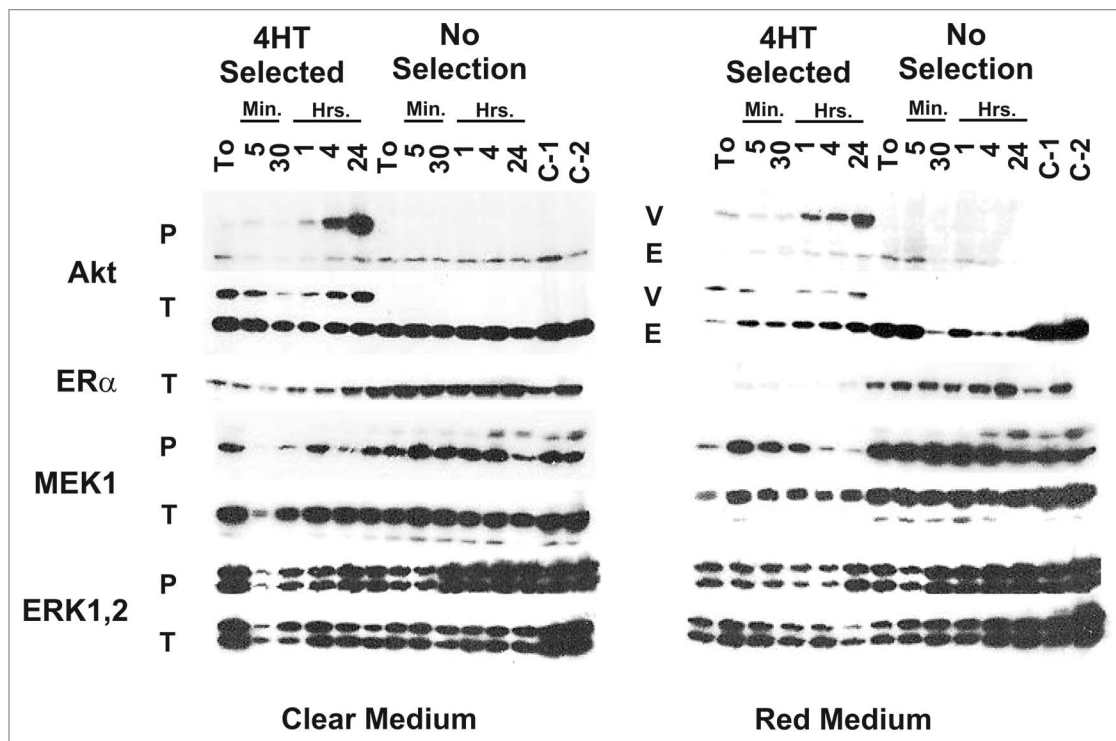 4HT Selected No Selection 4HT Selected No Selection
Min. Hrs. Min. Hrs. Min. Hrs. Min. Hrs.
To 5 30 1 4 24 To 5 30 1 4 24 C-1 C-2 To 5 30 1 4 24 To 5 30 1 4 24 C-1 C-2
P V
E
Akt
T V
E
ERα T
P
MEK1
T
P
ERK1,2
T
Clear Medium Red Medium